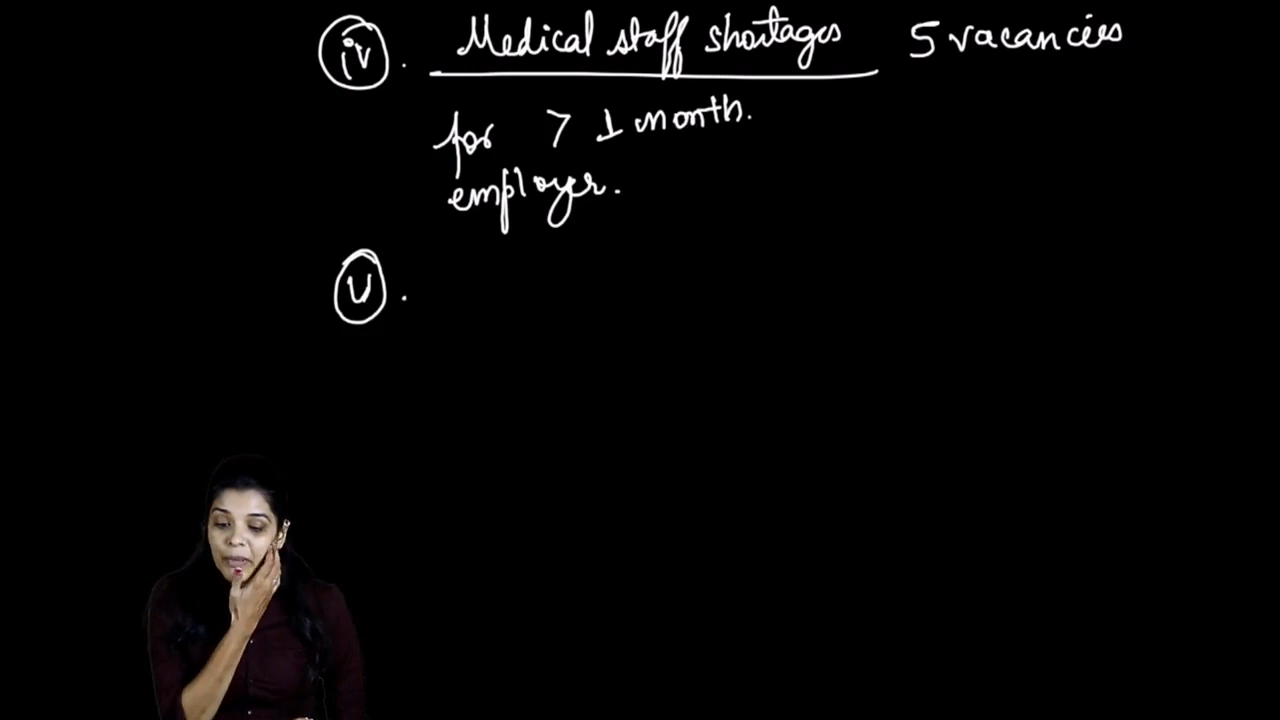 iv. Medical staff shortages 5 vacancies
for > 1 month.
employer.
v.